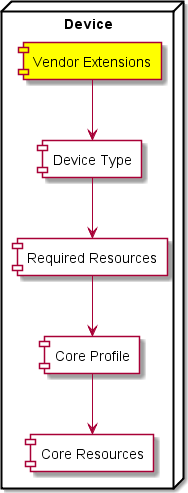 Device
Vendor Extensions
Device Type
Required Resources
Core Profile
Core Resources